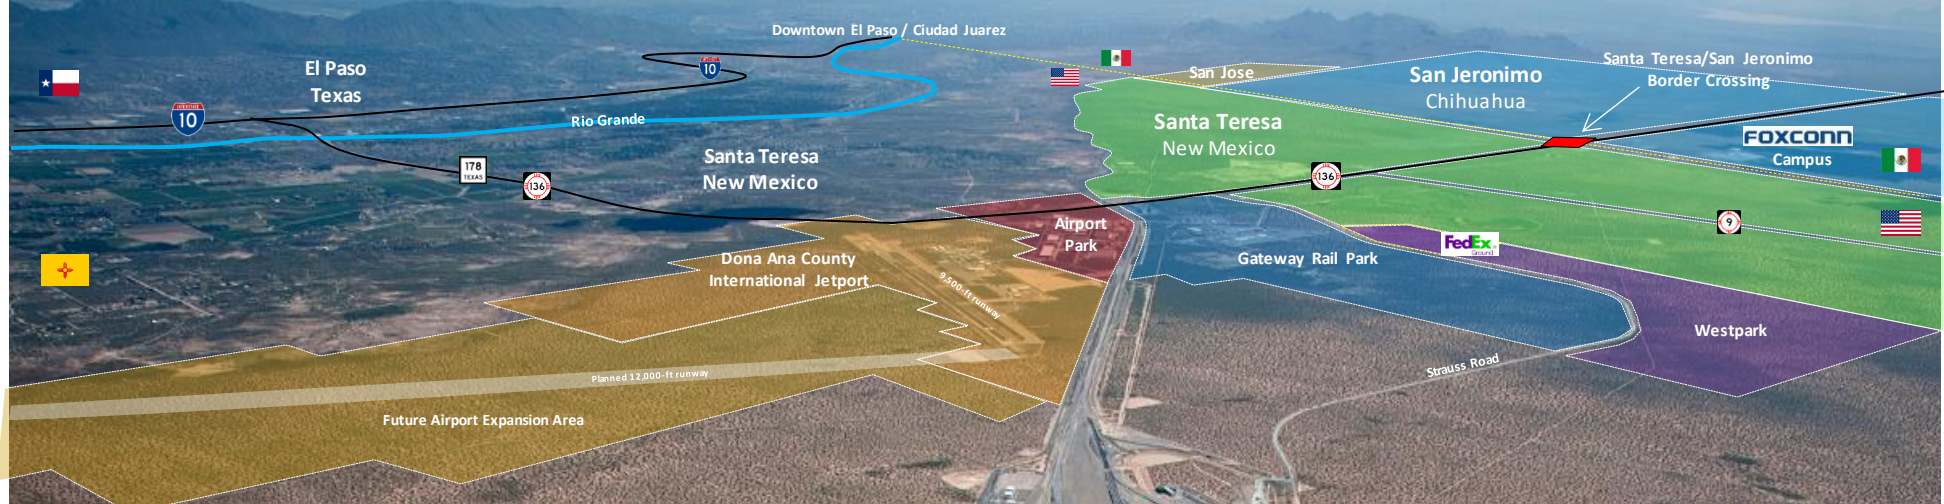 Downtown El Paso / Ciudad Juarez
El Paso
Texas
10
San Jose
San Jeronimo
Chihuahua
Santa Teresa/San Jeronimo
Border Crossing
INTERSTATE
10
Rio Grande
Santa Teresa
New Mexico
FOXCONN
Campus
Santa Teresa
New Mexico
178
TEXAS
136
136
9
Airport
Park
FedEx
Ground
Dona Ana County
International Jetport
9,500-ft runway
Gateway Rail Park
Westpark
Strauss Road
Planned 12,000-ft runway
Future Airport Expansion Area